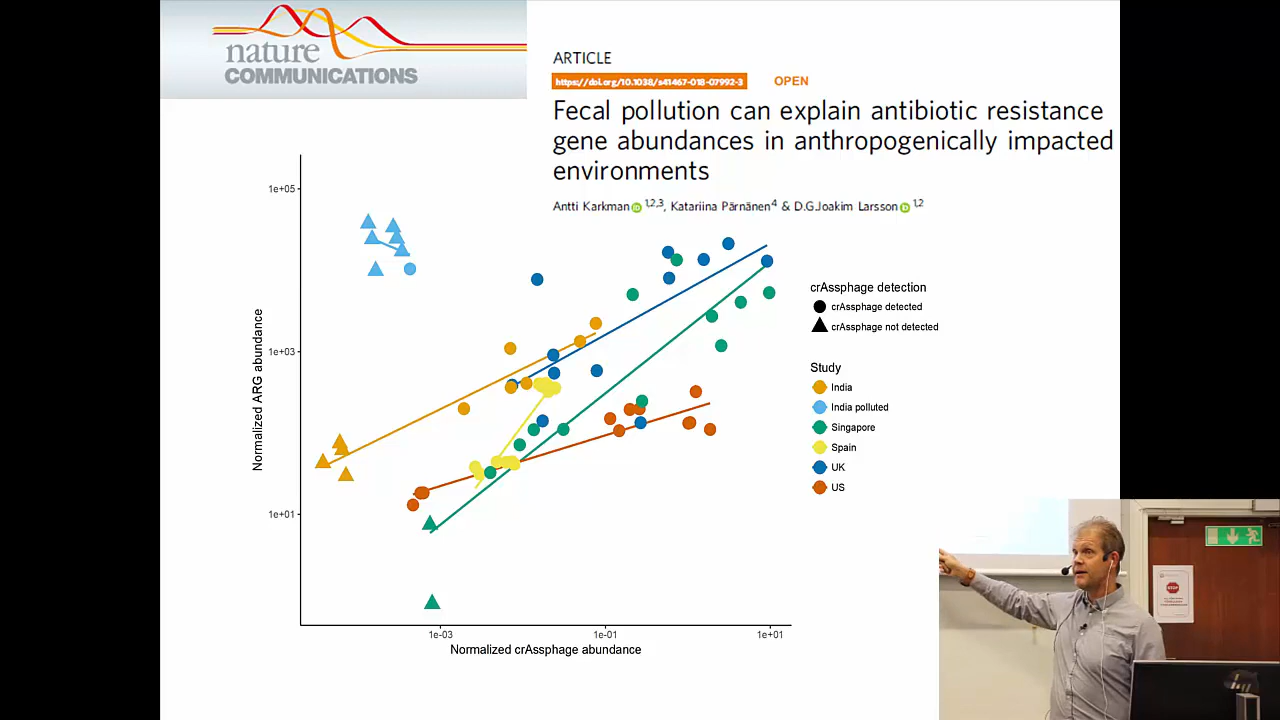 nature
COMMUNICATIONS
ARTICLE
https://doi.org/10.1038/s41467-018-07992-3 OPEN
Fecal pollution can explain antibiotic resistance
gene abundances in anthropogenically impacted
environments
Antti Karkman 1,2,3, Katariina Pärnänen4 & D.G.Joakim Larsson 1,2
1e+05
1e+03
1e+01
Normalized ARG abundance
1e-03
1e-01
1e+01
Normalized crAssphage abundance
crAssphage detection
crAssphage detected
crAssphage not detected
Study
India
India polluted
Singapore
Spain
UK
US
STOP